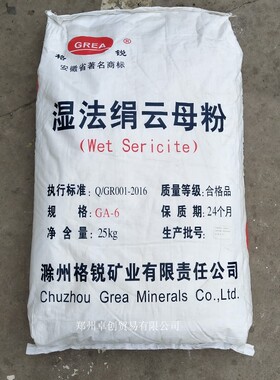 GREA®
格 锐
安徽省著名商标
湿法绢云母粉
(Wet Sericite)
执行标准: Q/GR001-2016 质量等级: 合格品
规 格: GA-6 保 质 期: 24个月
净 含 量: 25kg 生产批号:
滁州格锐矿业有限责任公司
Chuzhou Grea Minerals Co.,Ltd.
郑州卓创贸易有限公司